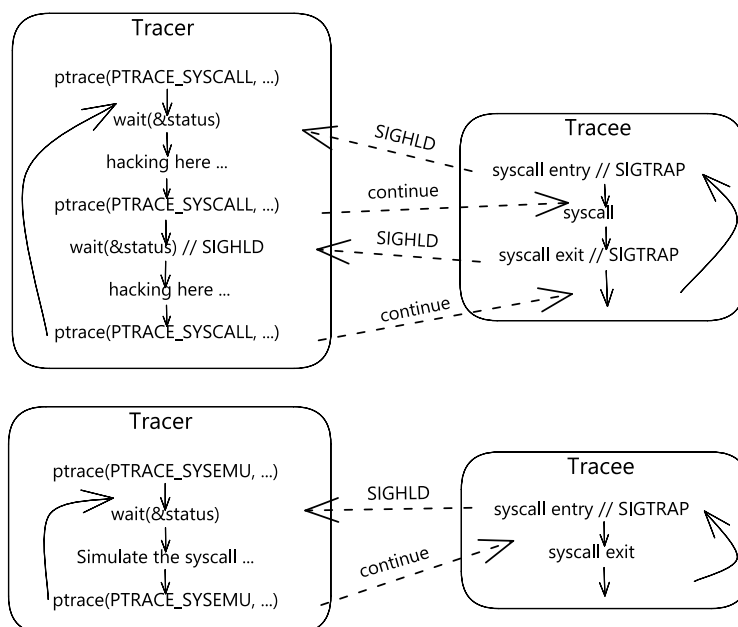 Tracer
ptrace(PTRACE_SYSCALL, ...)
wait(&status)
hacking here ...
ptrace(PTRACE_SYSCALL, ...)
wait(&status) // SIGHLD
hacking here ...
ptrace(PTRACE_SYSCALL, ...)
SIGHLD
continue
SIGHLD
continue
Tracee
syscall entry // SIGTRAP
syscall
syscall exit // SIGTRAP
Tracer
ptrace(PTRACE_SYSEMU, ...)
wait(&status)
Simulate the syscall ...
ptrace(PTRACE_SYSEMU, ...)
SIGHLD
continue
Tracee
syscall entry // SIGTRAP
syscall exit